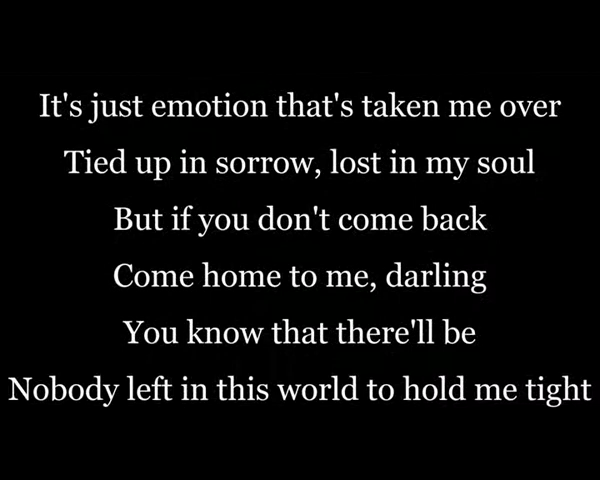 It's just emotion that's taken me over
Tied up in sorrow, lost in my soul
But if you don't come back
Come home to me, darling
You know that there'll be
Nobody left in this world to hold me tight